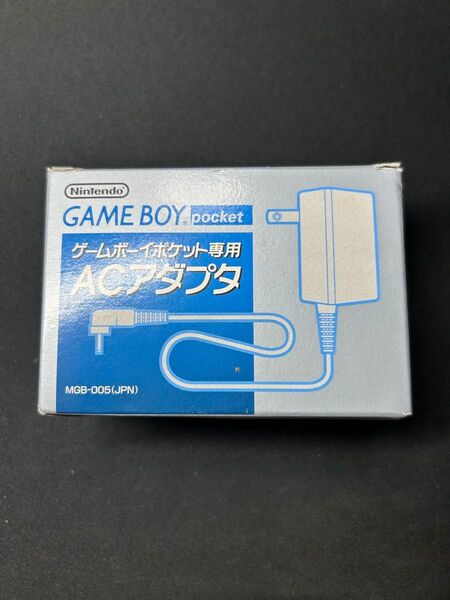 Nintendo
GAME BOY pocket
ゲームボーイポケット専用
ACアダプタ
MGB-005(JPN)